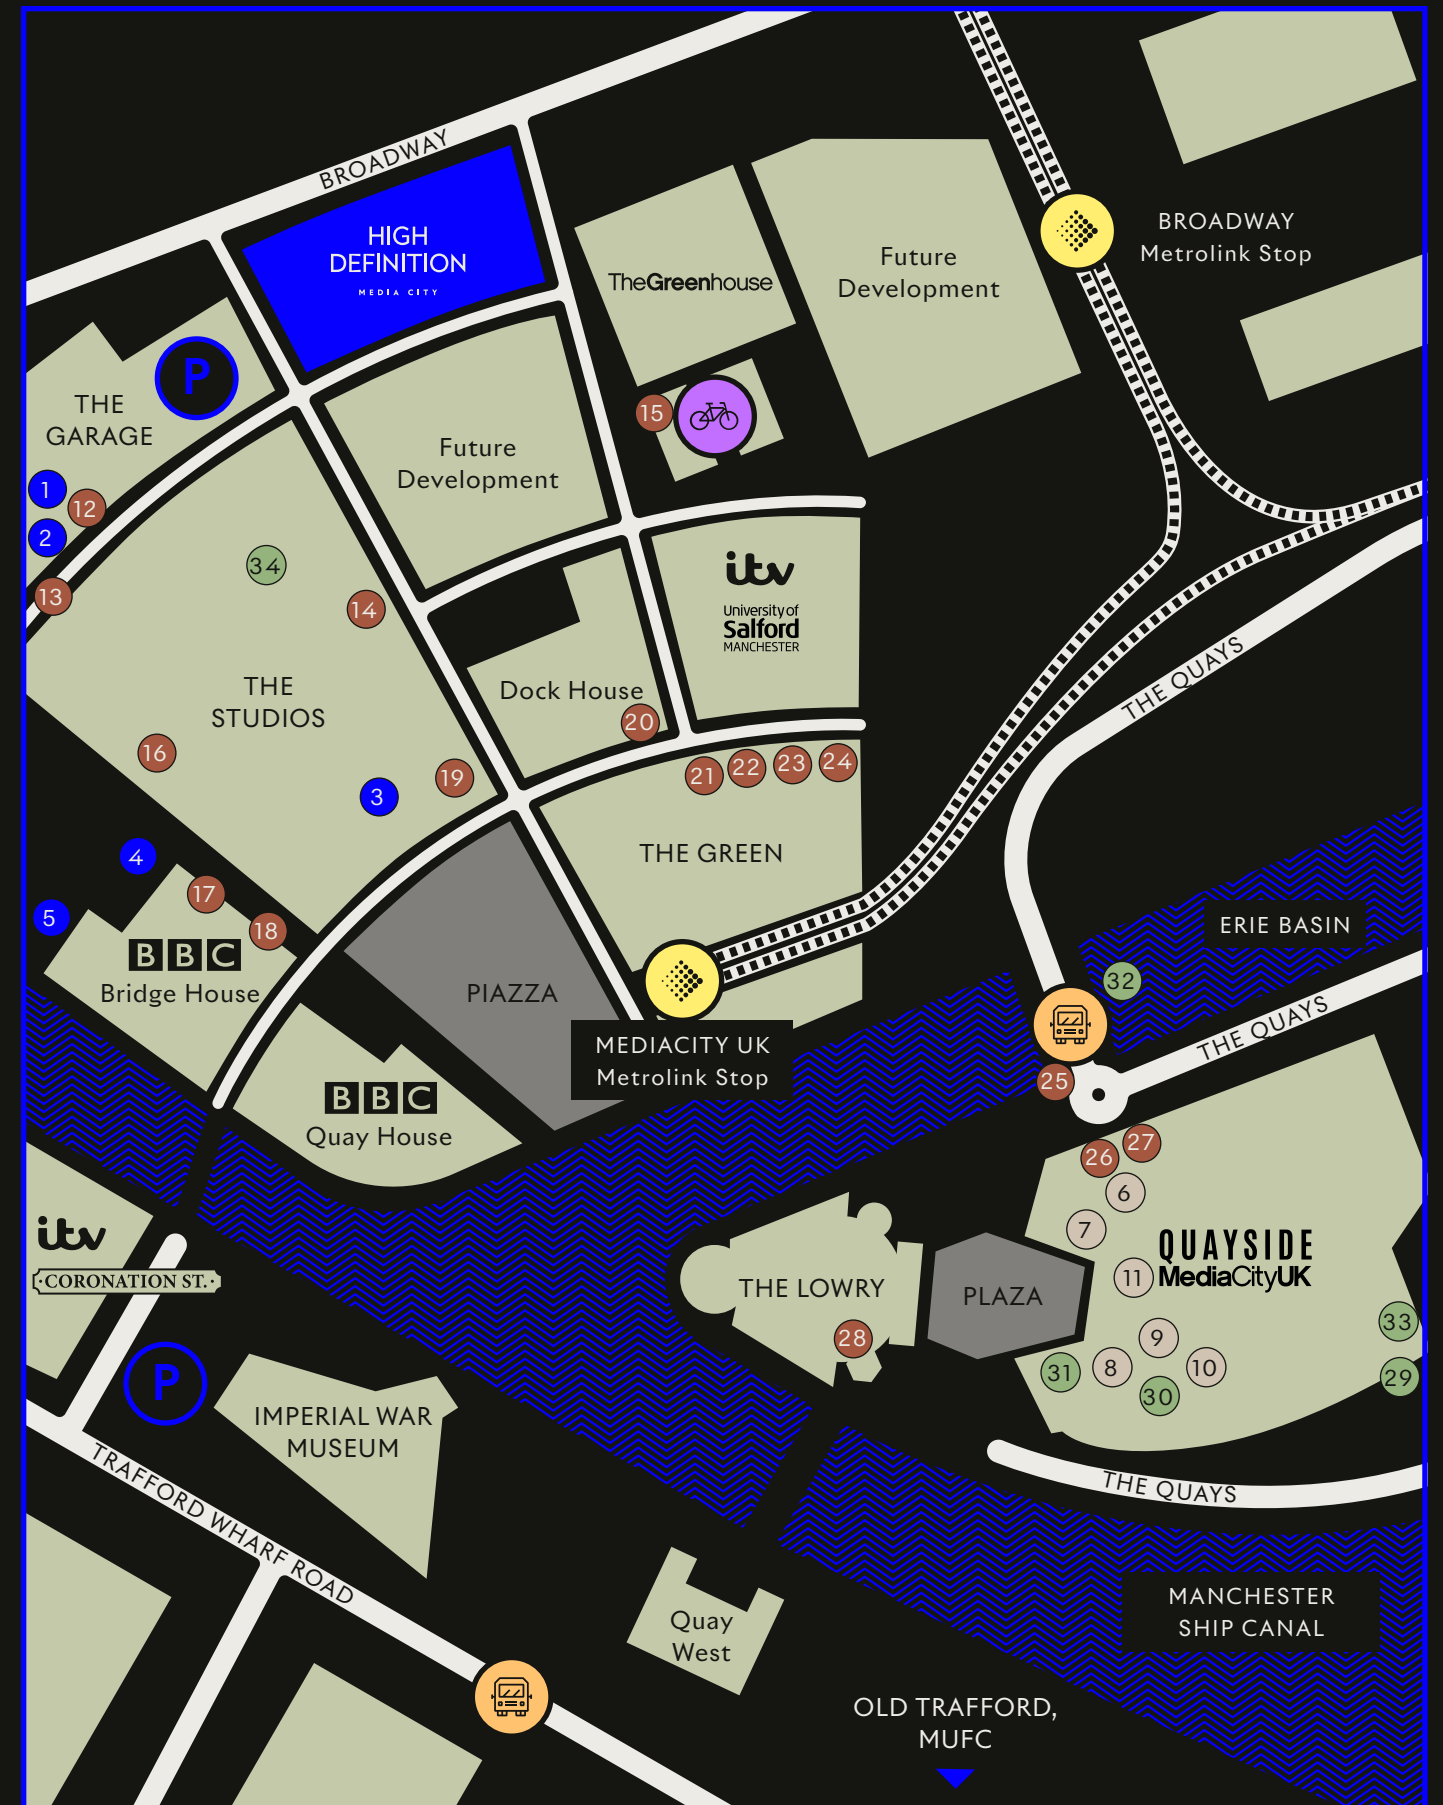 BROADWAY
HIGH
DEFINITION
MEDIA CITY
TheGreenhouse
Future
Development
BROADWAY
Metrolink Stop
P
THE
GARAGE
1
12
2
13
Future
Development
15
34
14
itv
University of
Salford
MANCHESTER
THE
STUDIOS
Dock House
20
16
3
19
21
22
23
24
THE QUAYS
THE GREEN
4
17
5
18
BBC
Bridge House
PIAZZA
ERIE BASIN
32
THE QUAYS
MEDIACITY UK
Metrolink Stop
25
BBC
Quay House
26
27
6
7
itv
CORONATION ST.
QUAYSIDE
MediaCityUK
11
THE LOWRY
PLAZA
28
9
33
31
8
10
30
29
P
IMPERIAL WAR
MUSEUM
TRAFFORD WHARF ROAD
THE QUAYS
Quay
West
MANCHESTER
SHIP CANAL
OLD TRAFFORD,
MUFC